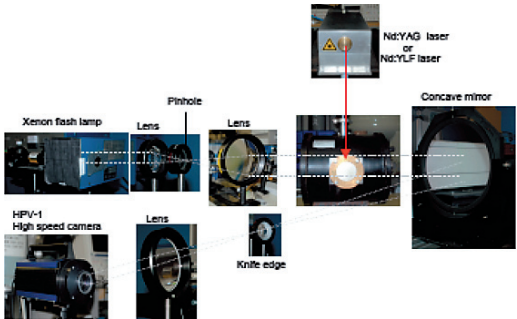 Nd:YAG laser
or
Nd:YLF laser
Concave mirror
Pinhole
Xenon flash lamp
Lens
Lens
HPV-1
High speed camera
Lens
Knife edge